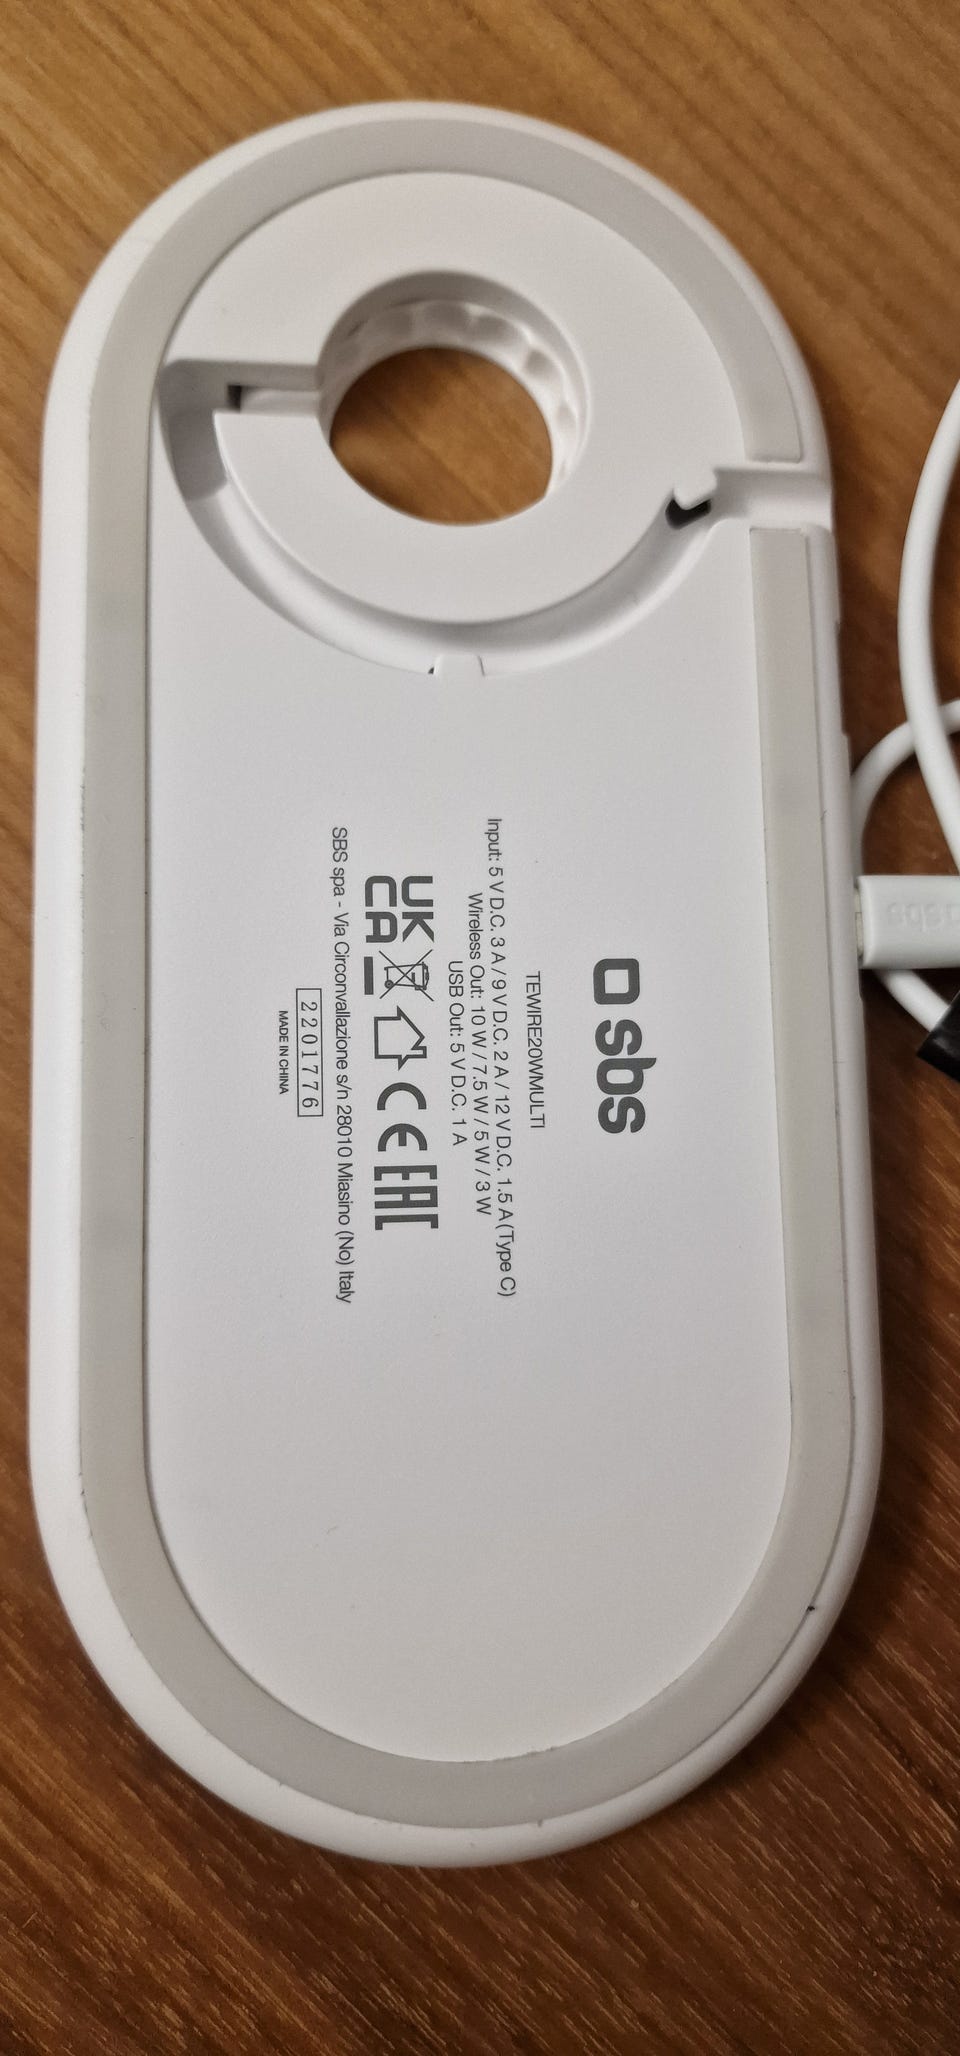 sbs
TEWIRE20WMULTI
Input: 5 V D.C. 3 A / 9 V D.C. 2 A / 12 V D.C. 1.5 A (Type C)
Wireless Out: 10 W / 7.5 W / 5 W / 3 W
USB Out: 5 V D.C. 1 A
UK
CA
CE EAC
SBS spa - Via Circonvallazione s/n 28010 Miasino (No) Italy
2201776
MADE IN CHINA
sbs